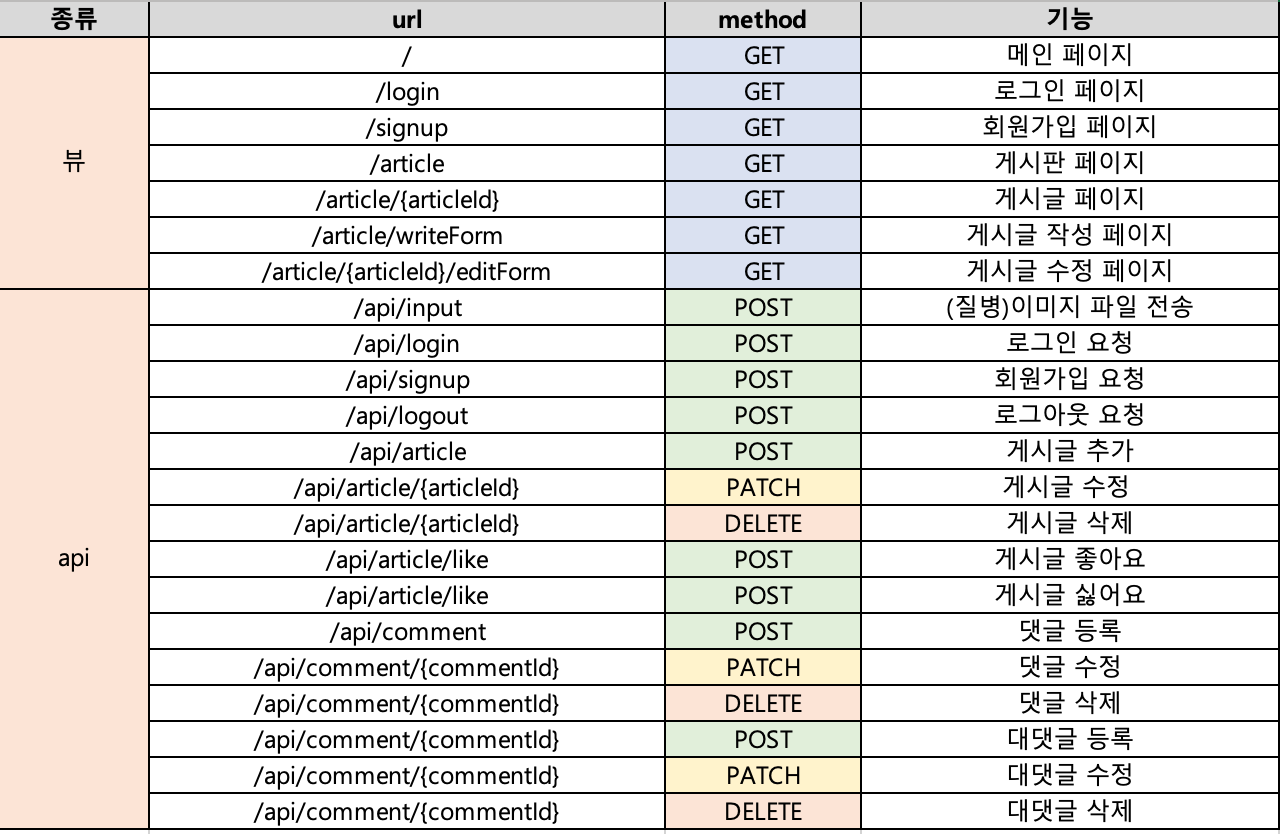 종류 url method 기능
뷰
/ GET 메인 페이지
/login GET 로그인 페이지
/signup GET 회원가입 페이지
/article GET 게시판 페이지
/article/{articleId} GET 게시글 페이지
/article/writeForm GET 게시글 작성 페이지
/article/{articleId}/editForm GET 게시글 수정 페이지
api
/api/input POST (질병)이미지 파일 전송
/api/login POST 로그인 요청
/api/signup POST 회원가입 요청
/api/logout POST 로그아웃 요청
/api/article POST 게시글 추가
/api/article/{articleId} PATCH 게시글 수정
/api/article/{articleId} DELETE 게시글 삭제
/api/article/like POST 게시글 좋아요
/api/article/like POST 게시글 싫어요
/api/comment POST 댓글 등록
/api/comment/{commentId} PATCH 댓글 수정
/api/comment/{commentId} DELETE 댓글 삭제
/api/comment/{commentId} POST 대댓글 등록
/api/comment/{commentId} PATCH 대댓글 수정
/api/comment/{commentId} DELETE 대댓글 삭제